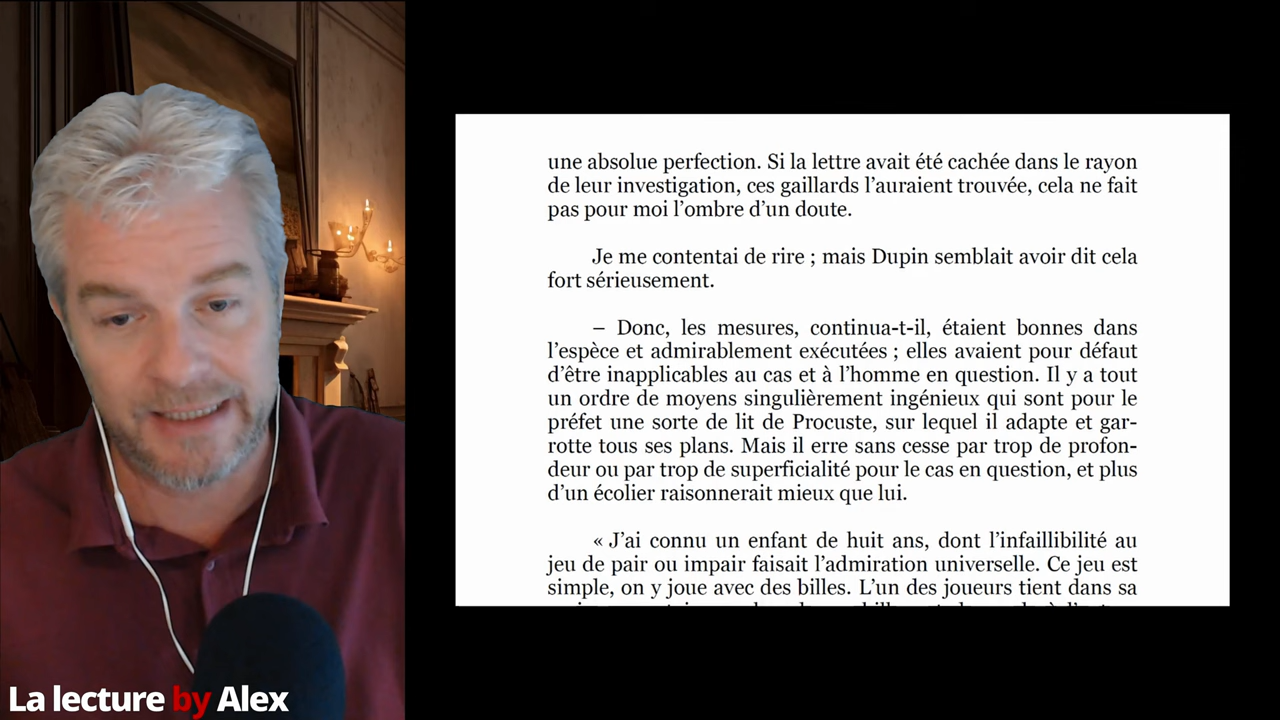 une absolue perfection. Si la lettre avait été cachée dans le rayon
de leur investigation, ces gaillards l’auraient trouvée, cela ne fait
pas pour moi l’ombre d’un doute.
Je me contentai de rire ; mais Dupin semblait avoir dit cela
fort sérieusement.
– Donc, les mesures, continua-t-il, étaient bonnes dans
l’espèce et admirablement exécutées ; elles avaient pour défaut
d’être inapplicables au cas et à l’homme en question. Il y a tout
un ordre de moyens singulièrement ingénieux qui sont pour le
préfet une sorte de lit de Procuste, sur lequel il adapte et gar-
rotte tous ses plans. Mais il erre sans cesse par trop de profon-
deur ou par trop de superficialité pour le cas en question, et plus
d’un écolier raisonnerait mieux que lui.
« J’ai connu un enfant de huit ans, dont l’infaillibilité au
jeu de pair ou impair faisait l’admiration universelle. Ce jeu est
simple, on y joue avec des billes. L’un des joueurs tient dans sa
La lecture by Alex